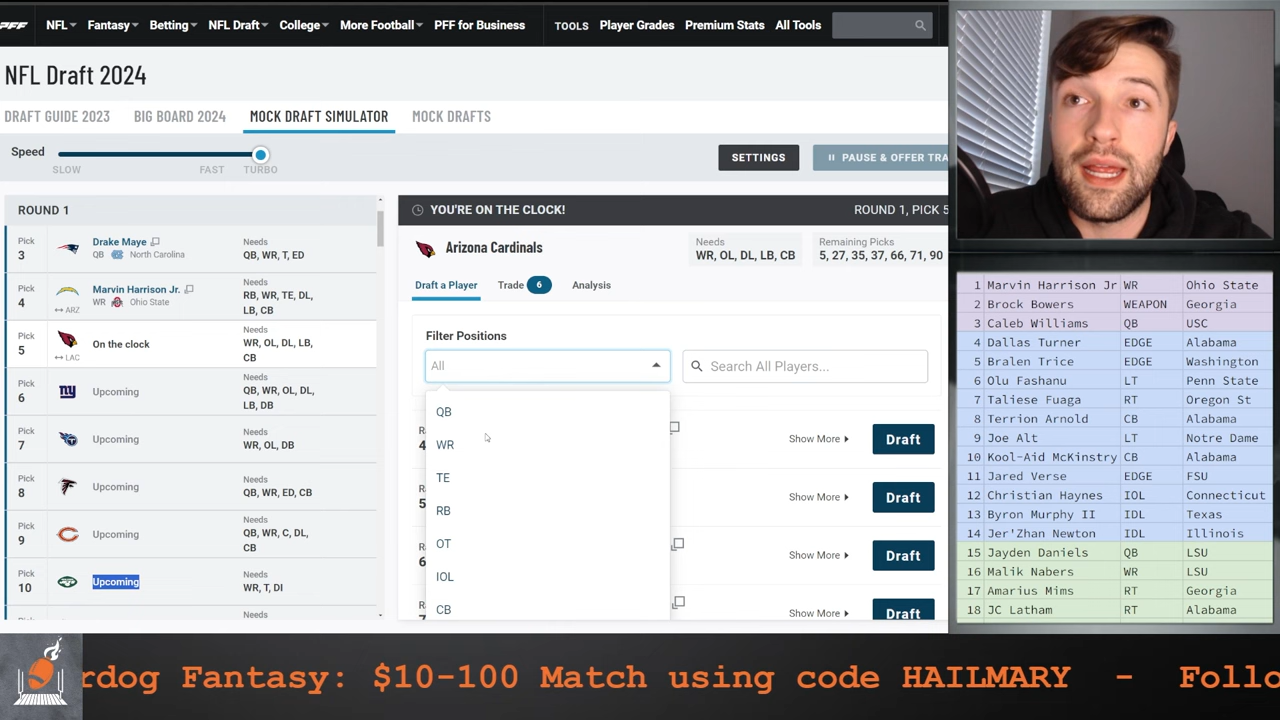 PFF NFL Fantasy Betting NFL Draft College More Football PFF for Business TOOLS Player Grades Premium Stats All Tools
NFL Draft 2024
DRAFT GUIDE 2023 BIG BOARD 2024 MOCK DRAFT SIMULATOR MOCK DRAFTS
Speed
SLOW FAST TURBO
SETTINGS
PAUSE & OFFER TRA
ROUND 1
Pick 3
Drake Maye
QB North Carolina
Needs
QB, WR, T, ED
Pick 4
ARZ
Marvin Harrison Jr.
WR Ohio State
Needs
RB, WR, TE, DL,
LB, CB
Pick 5
LAC
On the clock
Needs
WR, OL, DL, LB,
CB
Pick 6
Upcoming
Needs
QB, WR, OL, DL,
LB, DB
Pick 7
Upcoming
Needs
WR, OL, DB
Pick 8
Upcoming
Needs
QB, WR, ED, CB
Pick 9
Upcoming
Needs
QB, WR, C, DL,
CB
Pick 10
Upcoming
Needs
WR, T, DI
Needs
YOU'RE ON THE CLOCK!
ROUND 1, PICK 5
Arizona Cardinals
Needs
WR, OL, DL, LB, CB
Remaining Picks
5, 27, 35, 37, 66, 71, 90
Draft a Player Trade 6 Analysis
Filter Positions
All
Search All Players...
QB
WR
TE
RB
OT
IOL
CB
4
Show More
Draft
5
Show More
Draft
6
Show More
Draft
Show More
Draft
1 Marvin Harrison Jr WR Ohio State
2 Brock Bowers WEAPON Georgia
3 Caleb Williams QB USC
4 Dallas Turner EDGE Alabama
5 Bralen Trice EDGE Washington
6 Olu Fashanu LT Penn State
7 Taliese Fuaga RT Oregon St
8 Terrion Arnold CB Alabama
9 Joe Alt LT Notre Dame
10 Kool-Aid McKinstry CB Alabama
11 Jared Verse EDGE FSU
12 Christian Haynes IOL Connecticut
13 Byron Murphy II IDL Texas
14 Jer'Zhan Newton IDL Illinois
15 Jayden Daniels QB LSU
16 Malik Nabers WR LSU
17 Amarius Mims RT Georgia
18 JC Latham RT Alabama
rdog Fantasy: $10-100 Match using code HAILMARY - Follo